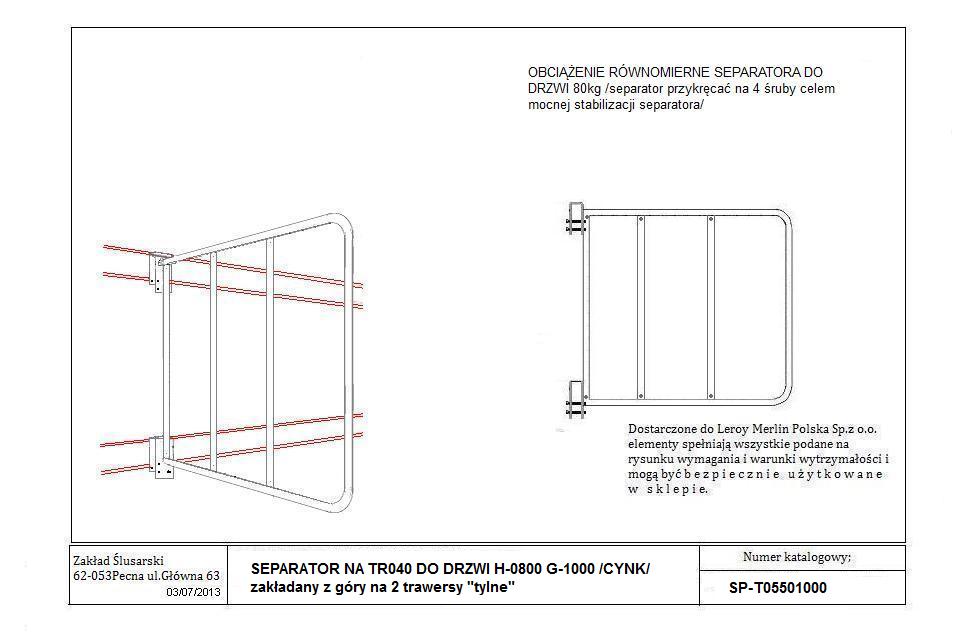 OBCIĄŻENIE RÓWNOMIERNE SEPARATORA DO
DRZWI 80kg /separator przykręcać na 4 śruby celem
mocnej stabilizacji separatora/
Dostarczone do Leroy Merlin Polska Sp.z o.o.
elementy spełniają wszystkie podane na
rysunku wymagania i warunki wytrzymałości i
mogą być b e z p i e c z n i e u ż y t k o w a n e
w s k l e p i e.
Zakład Ślusarski
62-053Pecna ul.Główna 63
03/07/2013
SEPARATOR NA TR040 DO DRZWI H-0800 G-1000 /CYNK/
zakładany z góry na 2 trawersy "tylne"
Numer katalogowy;
SP-T05501000